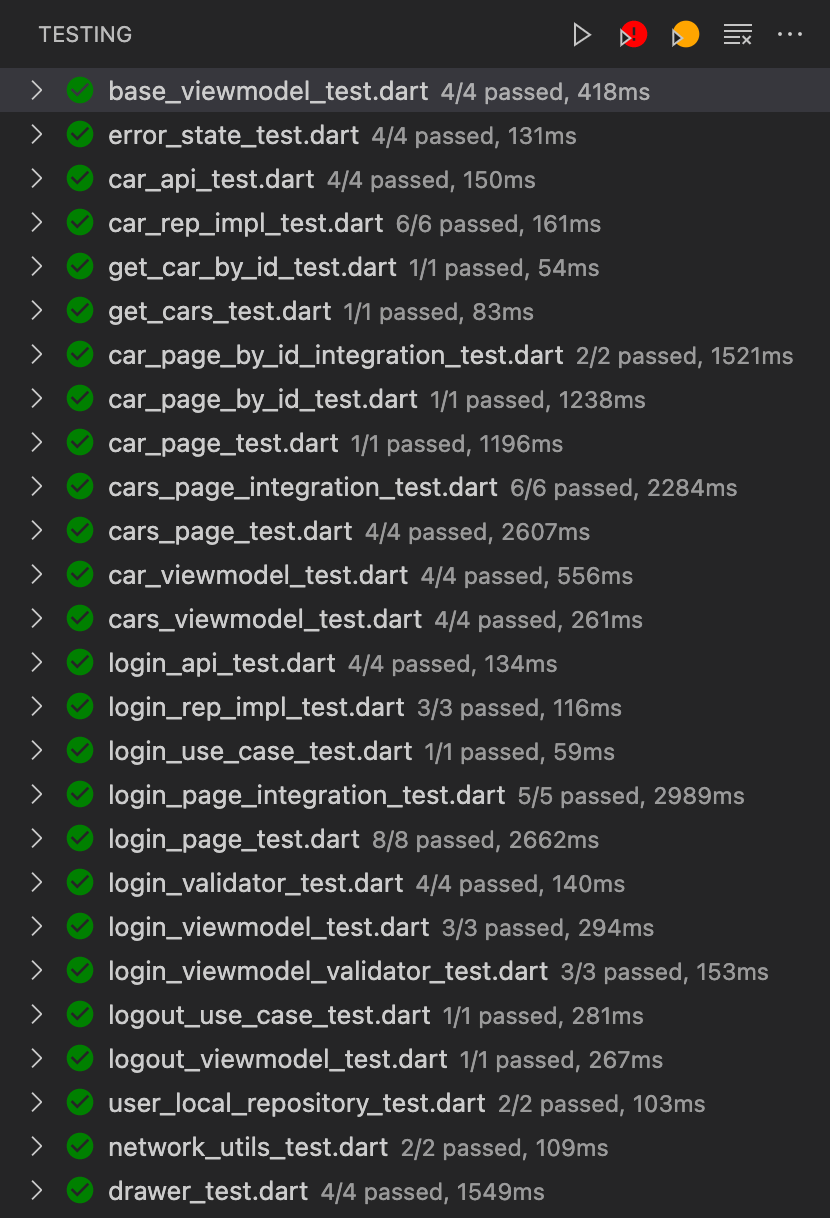 TESTING
base_viewmodel_test.dart 4/4 passed, 418ms
error_state_test.dart 4/4 passed, 131ms
car_api_test.dart 4/4 passed, 150ms
car_rep_impl_test.dart 6/6 passed, 161ms
get_car_by_id_test.dart 1/1 passed, 54ms
get_cars_test.dart 1/1 passed, 83ms
car_page_by_id_integration_test.dart 2/2 passed, 1521ms
car_page_by_id_test.dart 1/1 passed, 1238ms
car_page_test.dart 1/1 passed, 1196ms
cars_page_integration_test.dart 6/6 passed, 2284ms
cars_page_test.dart 4/4 passed, 2607ms
car_viewmodel_test.dart 4/4 passed, 556ms
cars_viewmodel_test.dart 4/4 passed, 261ms
login_api_test.dart 4/4 passed, 134ms
login_rep_impl_test.dart 3/3 passed, 116ms
login_use_case_test.dart 1/1 passed, 59ms
login_page_integration_test.dart 5/5 passed, 2989ms
login_page_test.dart 8/8 passed, 2662ms
login_validator_test.dart 4/4 passed, 140ms
login_viewmodel_test.dart 3/3 passed, 294ms
login_viewmodel_validator_test.dart 3/3 passed, 153ms
logout_use_case_test.dart 1/1 passed, 281ms
logout_viewmodel_test.dart 1/1 passed, 267ms
user_local_repository_test.dart 2/2 passed, 103ms
network_utils_test.dart 2/2 passed, 109ms
drawer_test.dart 4/4 passed, 1549ms